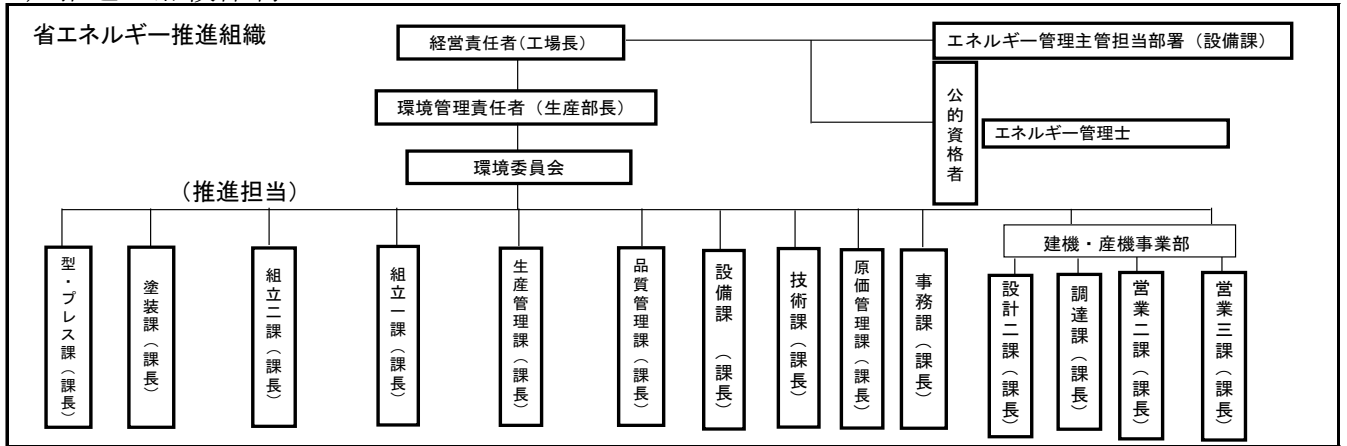 省エネルギー推進組織
経営責任者（工場長）
エネルギー管理主管担当部署（設備課）
環境管理責任者（生産部長）
公的資格者
エネルギー管理士
環境委員会
（推進担当）
建機・産機事業部
型・プレス課（課長）
塗装課（課長）
組立二課（課長）
組立一課（課長）
生産管理課（課長）
品質管理課（課長）
設備課　（課長）
技術課（課長）
原価管理課（課長）
事務課（課長）
設計二課（課長）
調達課（課長）
営業二課（課長）
営業三課（課長）